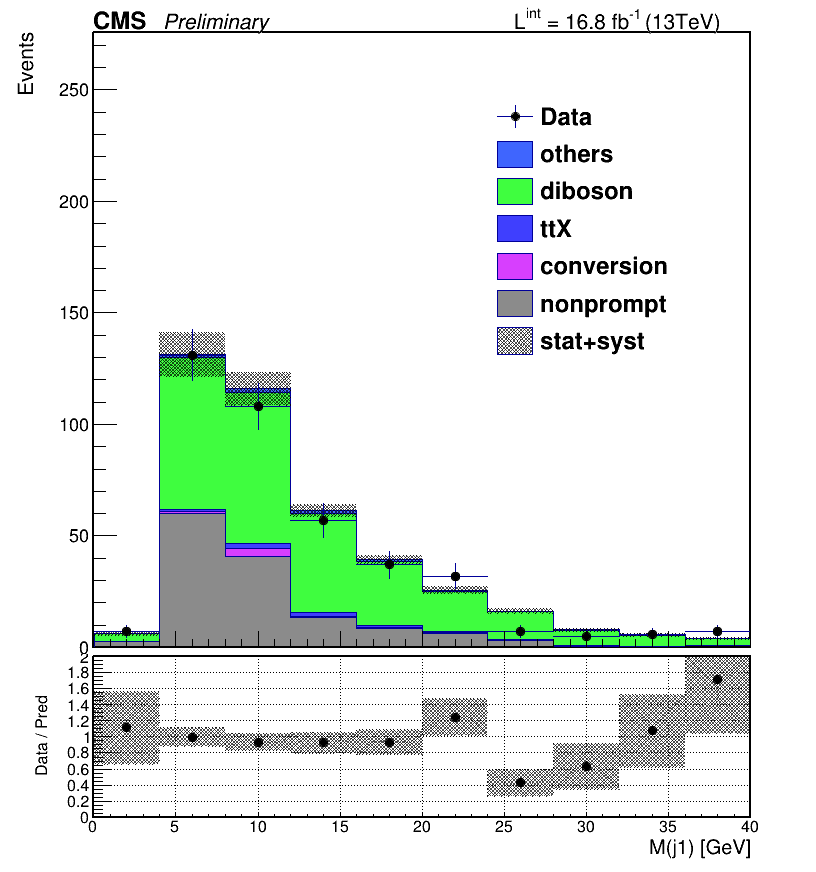 CMS Preliminary L^int = 16.8 fb^-1 (13TeV)
Events
250
200
150
100
50
0
Data
others
diboson
ttX
conversion
nonprompt
stat+syst
Data / Pred
2
1.8
1.6
1.4
1.2
1
0.8
0.6
0.4
0.2
0
0 5 10 15 20 25 30 35 40
M(j1) [GeV]